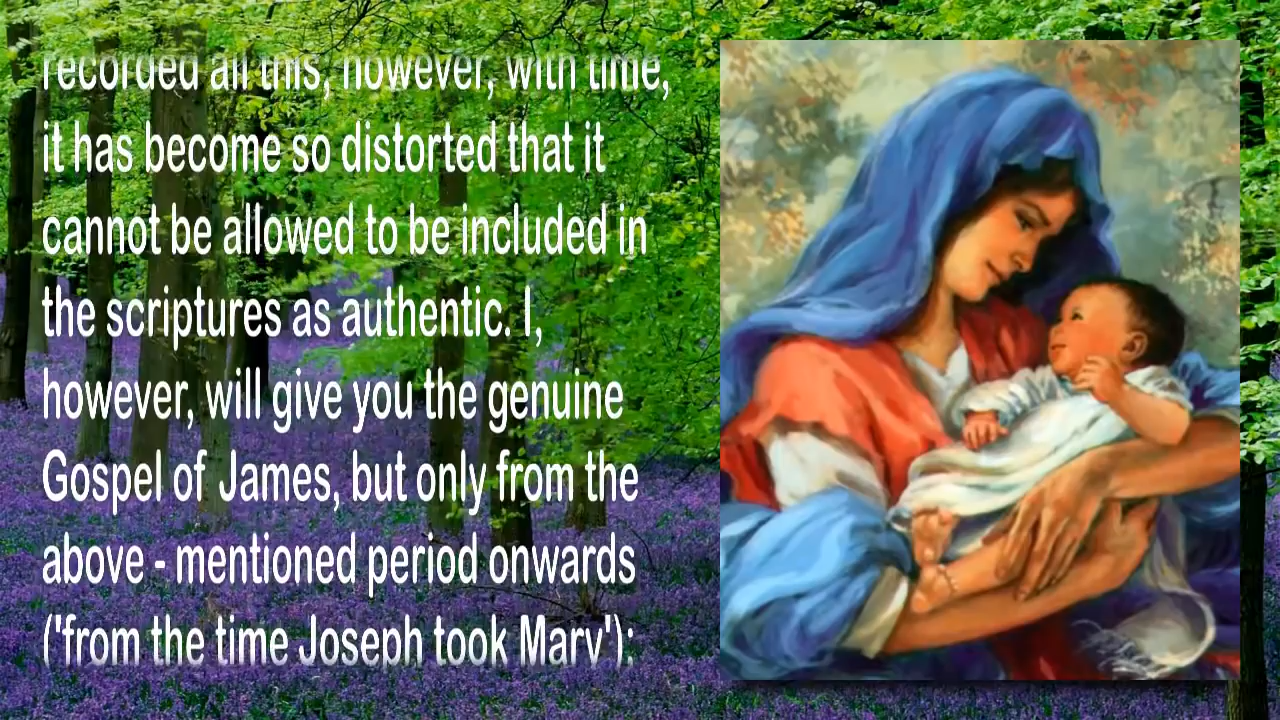 recorded all this, however, with time,
it has become so distorted that it
cannot be allowed to be included in
the scriptures as authentic. I,
however, will give you the genuine
Gospel of James, but only from the
above - mentioned period onwards
('from the time Joseph took Mary');